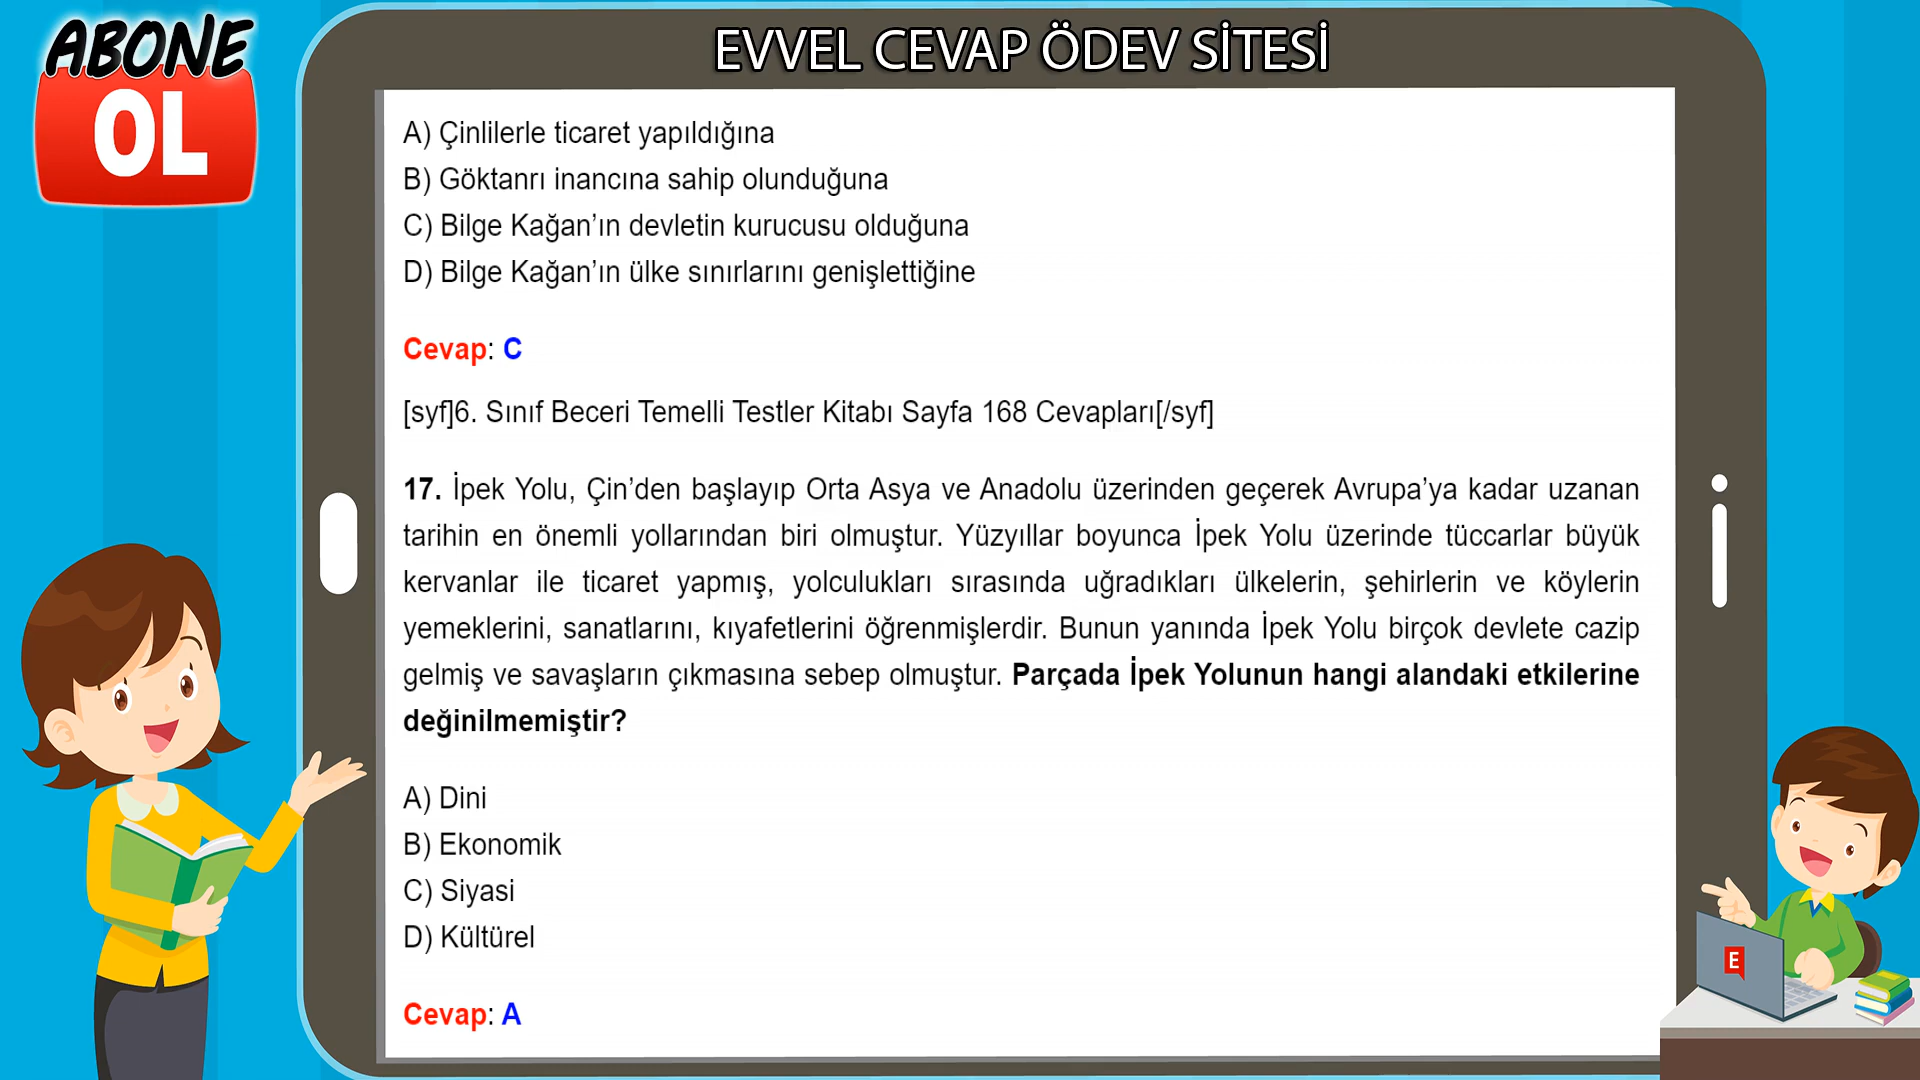 ABONE
OL
EVVEL CEVAP ÖDEV SİTESİ
A) Çinlilerle ticaret yapıldığına
B) Göktanrı inancına sahip olunduğuna
C) Bilge Kağan’ın devletin kurucusu olduğuna
D) Bilge Kağan’ın ülke sınırlarını genişlettiğine
Cevap: C
[syf]6. Sınıf Beceri Temelli Testler Kitabı Sayfa 168 Cevapları[/syf]
17. İpek Yolu, Çin’den başlayıp Orta Asya ve Anadolu üzerinden geçerek Avrupa’ya kadar uzanan
tarihin en önemli yollarından biri olmuştur. Yüzyıllar boyunca İpek Yolu üzerinde tüccarlar büyük
kervanlar ile ticaret yapmış, yolculukları sırasında uğradıkları ülkelerin, şehirlerin ve köylerin
yemeklerini, sanatlarını, kıyafetlerini öğrenmişlerdir. Bunun yanında İpek Yolu birçok devlete cazip
gelmiş ve savaşların çıkmasına sebep olmuştur. Parçada İpek Yolunun hangi alandaki etkilerine
değinilmemiştir?
A) Dini
B) Ekonomik
C) Siyasi
D) Kültürel
Cevap: A
E